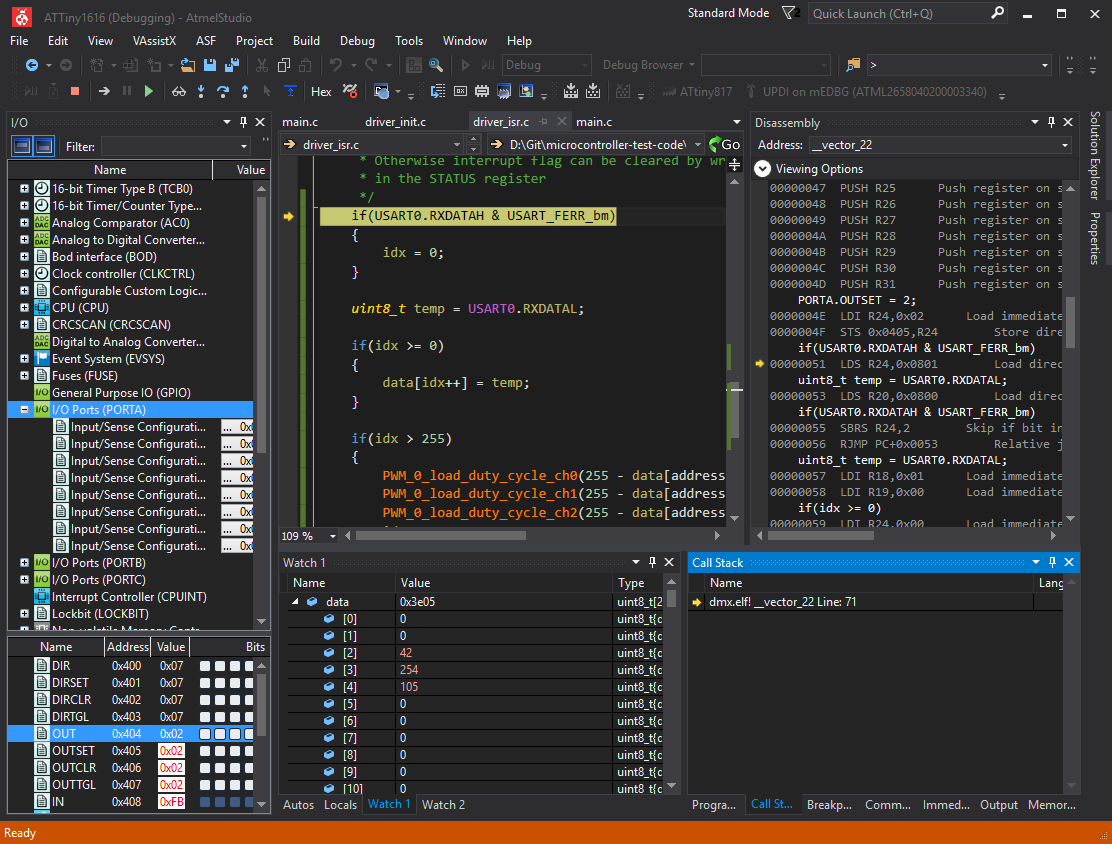 ATTiny1616 (Debugging) - AtmelStudio
Standard Mode
2
Quick Launch (Ctrl+Q)
File Edit View VAssistX ASF Project Build Debug Tools Window Help
Debug
Debug Browser
>
Hex
ATtiny817
UPDI on mEDBG (ATML2658040200003340)
I/O
Filter:
Name Value
16-bit Timer Type B (TCB0)
16-bit Timer/Counter Type...
Analog Comparator (AC0)
Analog to Digital Converter...
Bod interface (BOD)
Clock controller (CLKCTRL)
Configurable Custom Logic...
CPU (CPU)
CRCSCAN (CRCSCAN)
Digital to Analog Converter...
Event System (EVSYS)
Fuses (FUSE)
General Purpose IO (GPIO)
I/O Ports (PORTA)
Input/Sense Configurati... ... 0x
Input/Sense Configurati... ... 0x
Input/Sense Configurati... ... 0x
Input/Sense Configurati... ... 0x
Input/Sense Configurati... ... 0x
Input/Sense Configurati... ... 0x
Input/Sense Configurati... ... 0x
Input/Sense Configurati... ... 0x
I/O Ports (PORTB)
I/O Ports (PORTC)
Interrupt Controller (CPUINT)
Lockbit (LOCKBIT)
Name Address Value Bits
DIR 0x400 0x07
DIRSET 0x401 0x07
DIRCLR 0x402 0x07
DIRTGL 0x403 0x07
OUT 0x404 0x02
OUTSET 0x405 0x02
OUTCLR 0x406 0x02
OUTTGL 0x407 0x02
IN 0x408 0xFB
main.c driver_init.c driver_isr.c main.c
driver_isr.c D:\Git\microcontroller-test-code\ Go
* Otherwise interrupt flag can be cleared by wr
* in the STATUS register
*/
if(USART0.RXDATAH & USART_FERR_bm)
{
idx = 0;
}
uint8_t temp = USART0.RXDATAL;
if(idx >= 0)
{
data[idx++] = temp;
}
if(idx > 255)
{
PWM_0_load_duty_cycle_ch0(255 - data[address
PWM_0_load_duty_cycle_ch1(255 - data[address
PWM_0_load_duty_cycle_ch2(255 - data[address
109 %
Disassembly
Address: __vector_22
Viewing Options
00000047 PUSH R25 Push register on s
00000048 PUSH R26 Push register on s
00000049 PUSH R27 Push register on s
0000004A PUSH R28 Push register on s
0000004B PUSH R29 Push register on s
0000004C PUSH R30 Push register on s
0000004D PUSH R31 Push register on s
PORTA.OUTSET = 2;
0000004E LDI R24,0x02 Load immediate
0000004F STS 0x0405,R24 Store dire
if(USART0.RXDATAH & USART_FERR_bm)
00000051 LDS R24,0x0801 Load direc
uint8_t temp = USART0.RXDATAL;
00000053 LDS R20,0x0800 Load direc
if(USART0.RXDATAH & USART_FERR_bm)
00000055 SBRS R24,2 Skip if bit in
00000056 RJMP PC+0x0053 Relative j
uint8_t temp = USART0.RXDATAL;
00000057 LDI R18,0x01 Load immediate
00000058 LDI R19,0x00 Load immediate
if(idx >= 0)
00000059 LDI R24,0x00 Load immediate
Solution Explorer
Properties
Watch 1
Name Value Type
data 0x3e05 uint8_t[2
[0] 0 uint8_t{d
[1] 0 uint8_t{d
[2] 42 uint8_t{d
[3] 254 uint8_t{d
[4] 105 uint8_t{d
[5] 0 uint8_t{d
[6] 0 uint8_t{d
[7] 0 uint8_t{d
[8] 0 uint8_t{d
[9] 0 uint8_t{d
[10] 0 uint8_t{d
Autos Locals Watch 1 Watch 2
Call Stack
Name Lang
dmx.elf! __vector_22 Line: 71
Progra... Call St... Breakp... Comm... Immed... Output Memor...
Ready